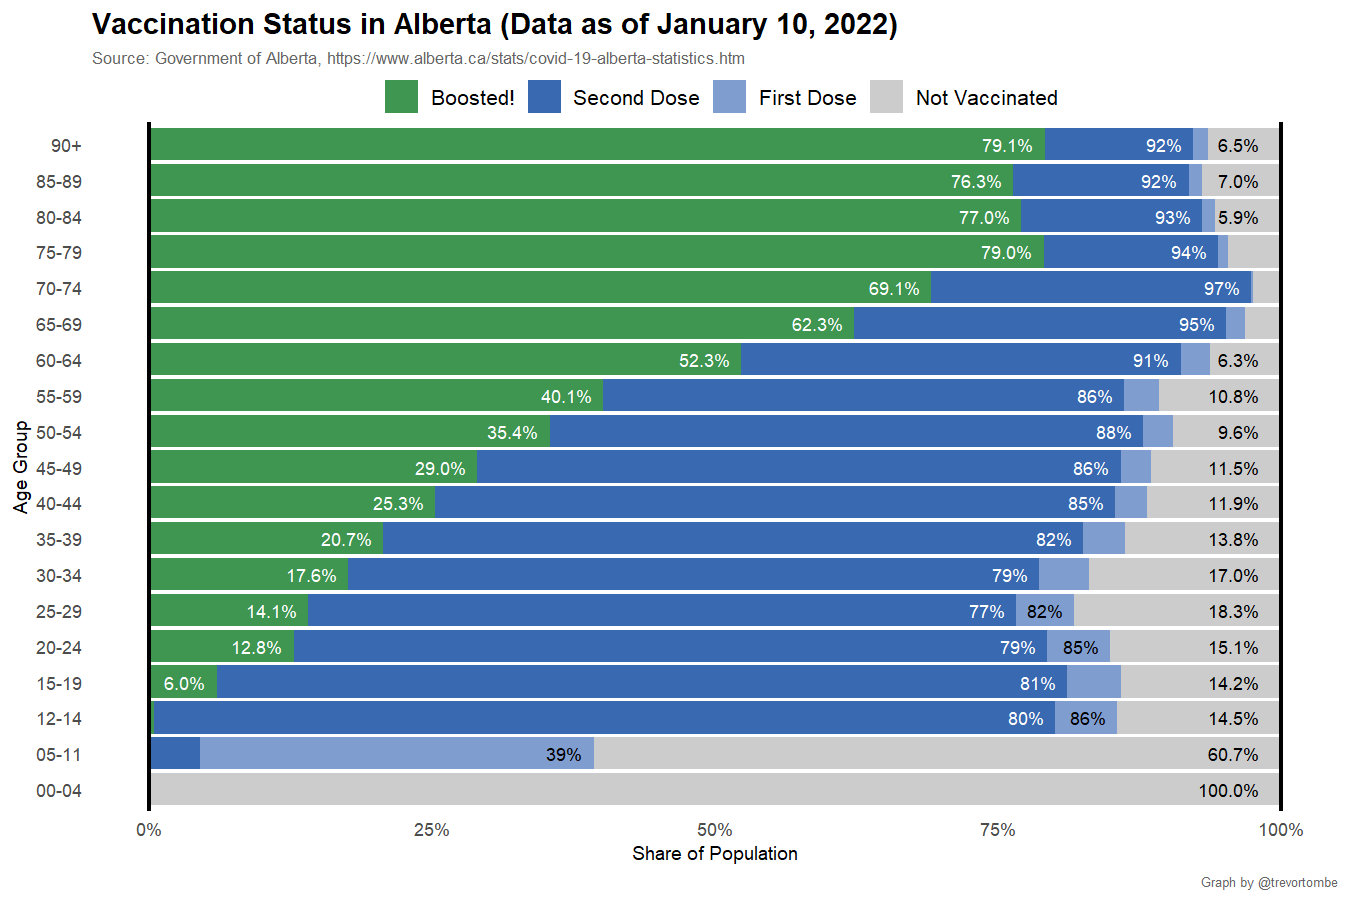 Vaccination Status in Alberta (Data as of January 10, 2022)
Source: Government of Alberta, https://www.alberta.ca/stats/covid-19-alberta-statistics.htm
Boosted! Second Dose First Dose Not Vaccinated
90+ 79.1% 92% 6.5%
85-89 76.3% 92% 7.0%
80-84 77.0% 93% 5.9%
75-79 79.0% 94%
70-74 69.1% 97%
65-69 62.3% 95%
60-64 52.3% 91% 6.3%
55-59 40.1% 86% 10.8%
50-54 35.4% 88% 9.6%
45-49 29.0% 86% 11.5%
40-44 25.3% 85% 11.9%
35-39 20.7% 82% 13.8%
30-34 17.6% 79% 17.0%
25-29 14.1% 77% 82% 18.3%
20-24 12.8% 79% 85% 15.1%
15-19 6.0% 81% 14.2%
12-14 80% 86% 14.5%
05-11 39% 60.7%
00-04 100.0%
Age Group
0% 25% 50% 75% 100%
Share of Population
Graph by @trevortombe